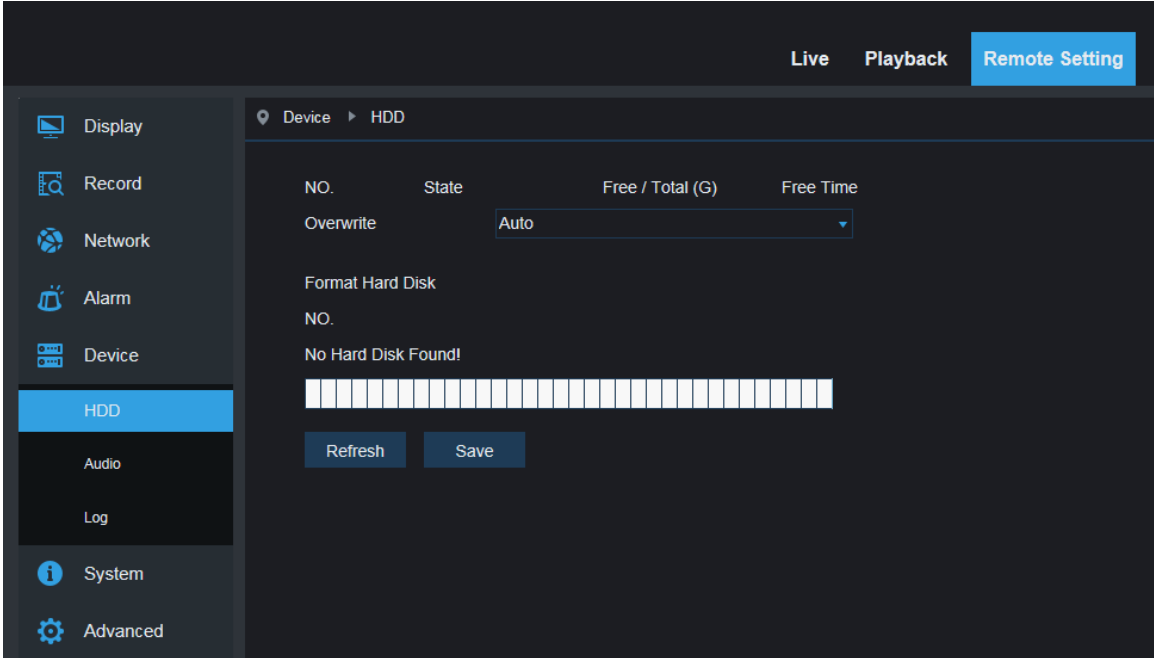 Live Playback Remote Setting
Display
Record
Network
Alarm
Device
HDD
Audio
Log
System
Advanced
Device HDD
NO. State Free / Total (G) Free Time
Overwrite Auto
Format Hard Disk
NO.
No Hard Disk Found!
Refresh Save